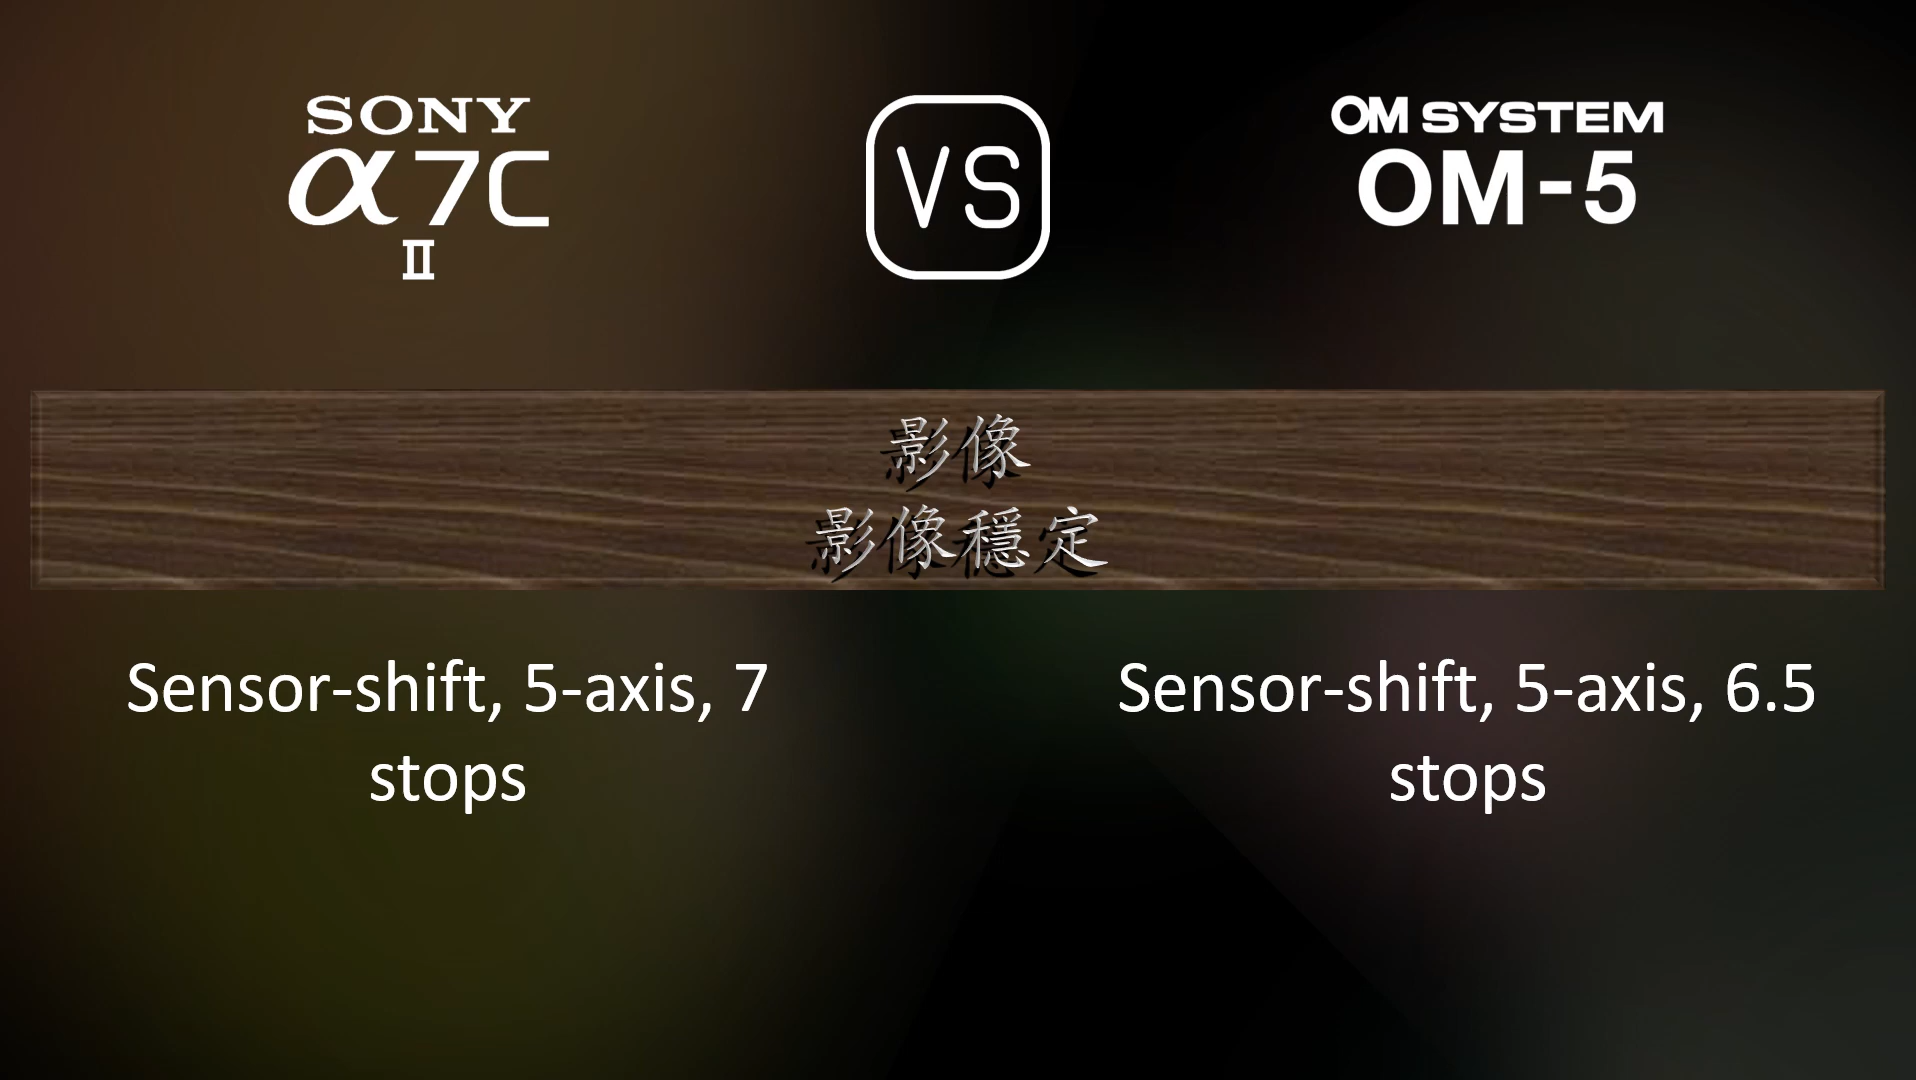 SONY
α7C
II
VS
OM SYSTEM
OM-5
影像
影像穩定
Sensor-shift, 5-axis, 7
stops
Sensor-shift, 5-axis, 6.5
stops